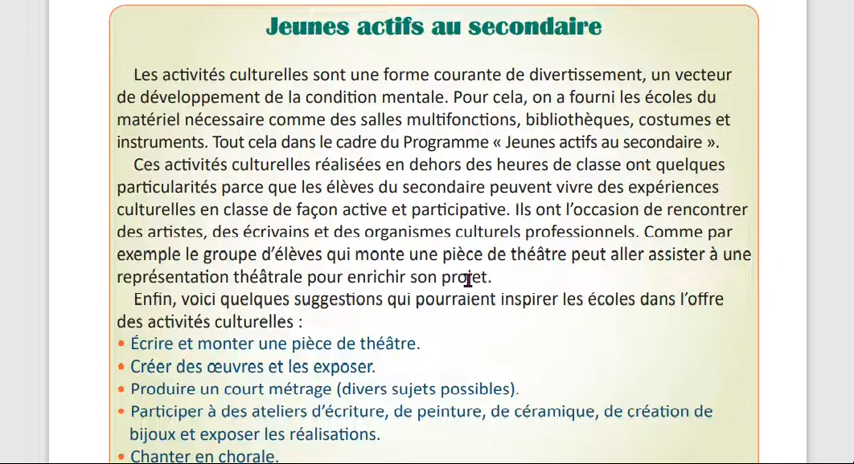 Jeunes actifs au secondaire
Les activités culturelles sont une forme courante de divertissement, un vecteur
de développement de la condition mentale. Pour cela, on a fourni les écoles du
matériel nécessaire comme des salles multifonctions, bibliothèques, costumes et
instruments. Tout cela dans le cadre du Programme « Jeunes actifs au secondaire ».
Ces activités culturelles réalisées en dehors des heures de classe ont quelques
particularités parce que les élèves du secondaire peuvent vivre des expériences
culturelles en classe de façon active et participative. Ils ont l'occasion de rencontrer
des artistes, des écrivains et des organismes culturels professionnels. Comme par
exemple le groupe d'élèves qui monte une pièce de théâtre peut aller assister à une
représentation théâtrale pour enrichir son projet.
Enfin, voici quelques suggestions qui pourraient inspirer les écoles dans l'offre
des activités culturelles :
• Écrire et monter une pièce de théâtre.
• Créer des œuvres et les exposer.
• Produire un court métrage (divers sujets possibles).
• Participer à des ateliers d'écriture, de peinture, de céramique, de création de
bijoux et exposer les réalisations.
• Chanter en chorale.